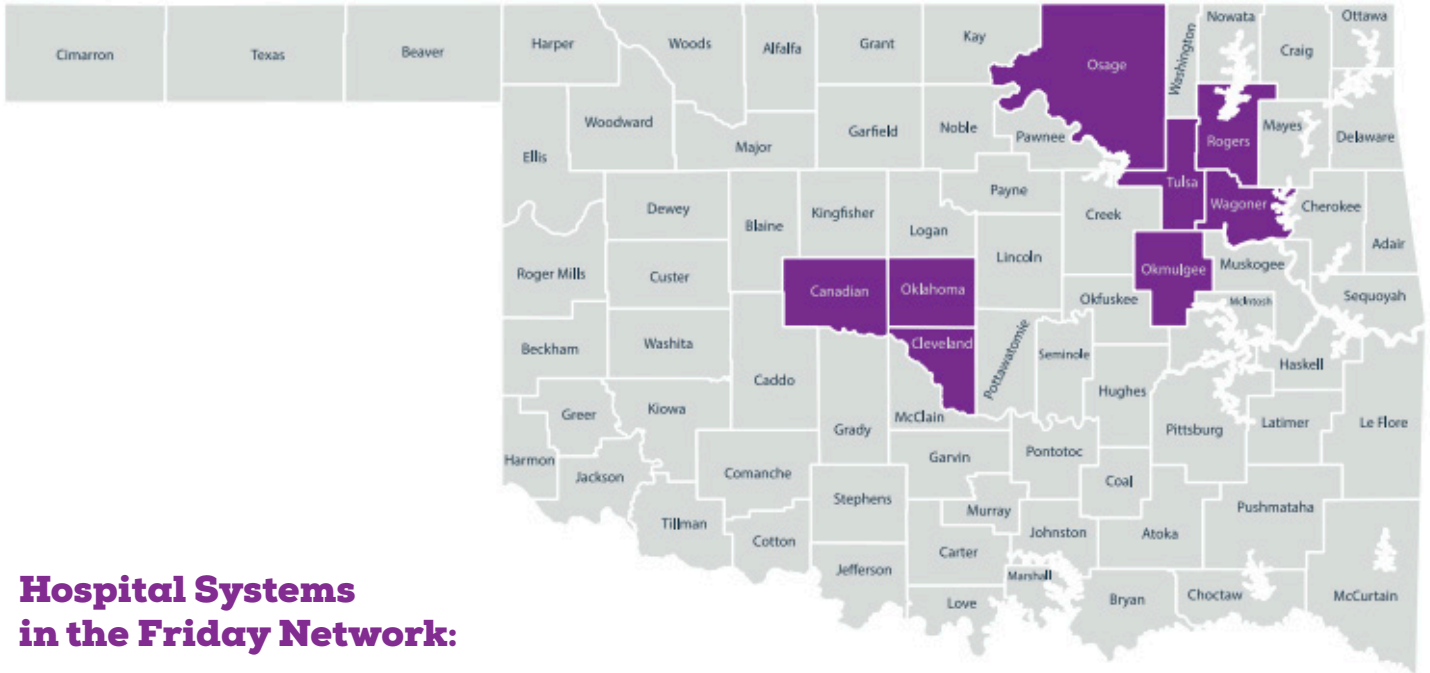 Cimarron
Texas
Beaver
Harper
Woods
Alfalfa
Grant
Kay
Osage
Washington
Nowata
Craig
Ottawa
Ellis
Woodward
Major
Garfield
Noble
Pawnee
Rogers
Mayes
Delaware
Dewey
Blaine
Kingfisher
Logan
Payne
Creek
Tulsa
Wagoner
Cherokee
Adair
Roger Mills
Custer
Canadian
Oklahoma
Lincoln
Okfuskee
Okmulgee
Muskogee
McIntosh
Sequoyah
Beckham
Washita
Caddo
Cleveland
Pottawatomie
Seminole
Hughes
Haskell
Greer
Kiowa
Grady
McClain
Pontotoc
Pittsburg
Latimer
Le Flore
Harmon
Jackson
Comanche
Garvin
Coal
Tillman
Stephens
Murray
Johnston
Atoka
Pushmataha
Cotton
Carter
Jefferson
Love
Marshall
Bryan
Choctaw
McCurtain
Hospital Systems
in the Friday Network: